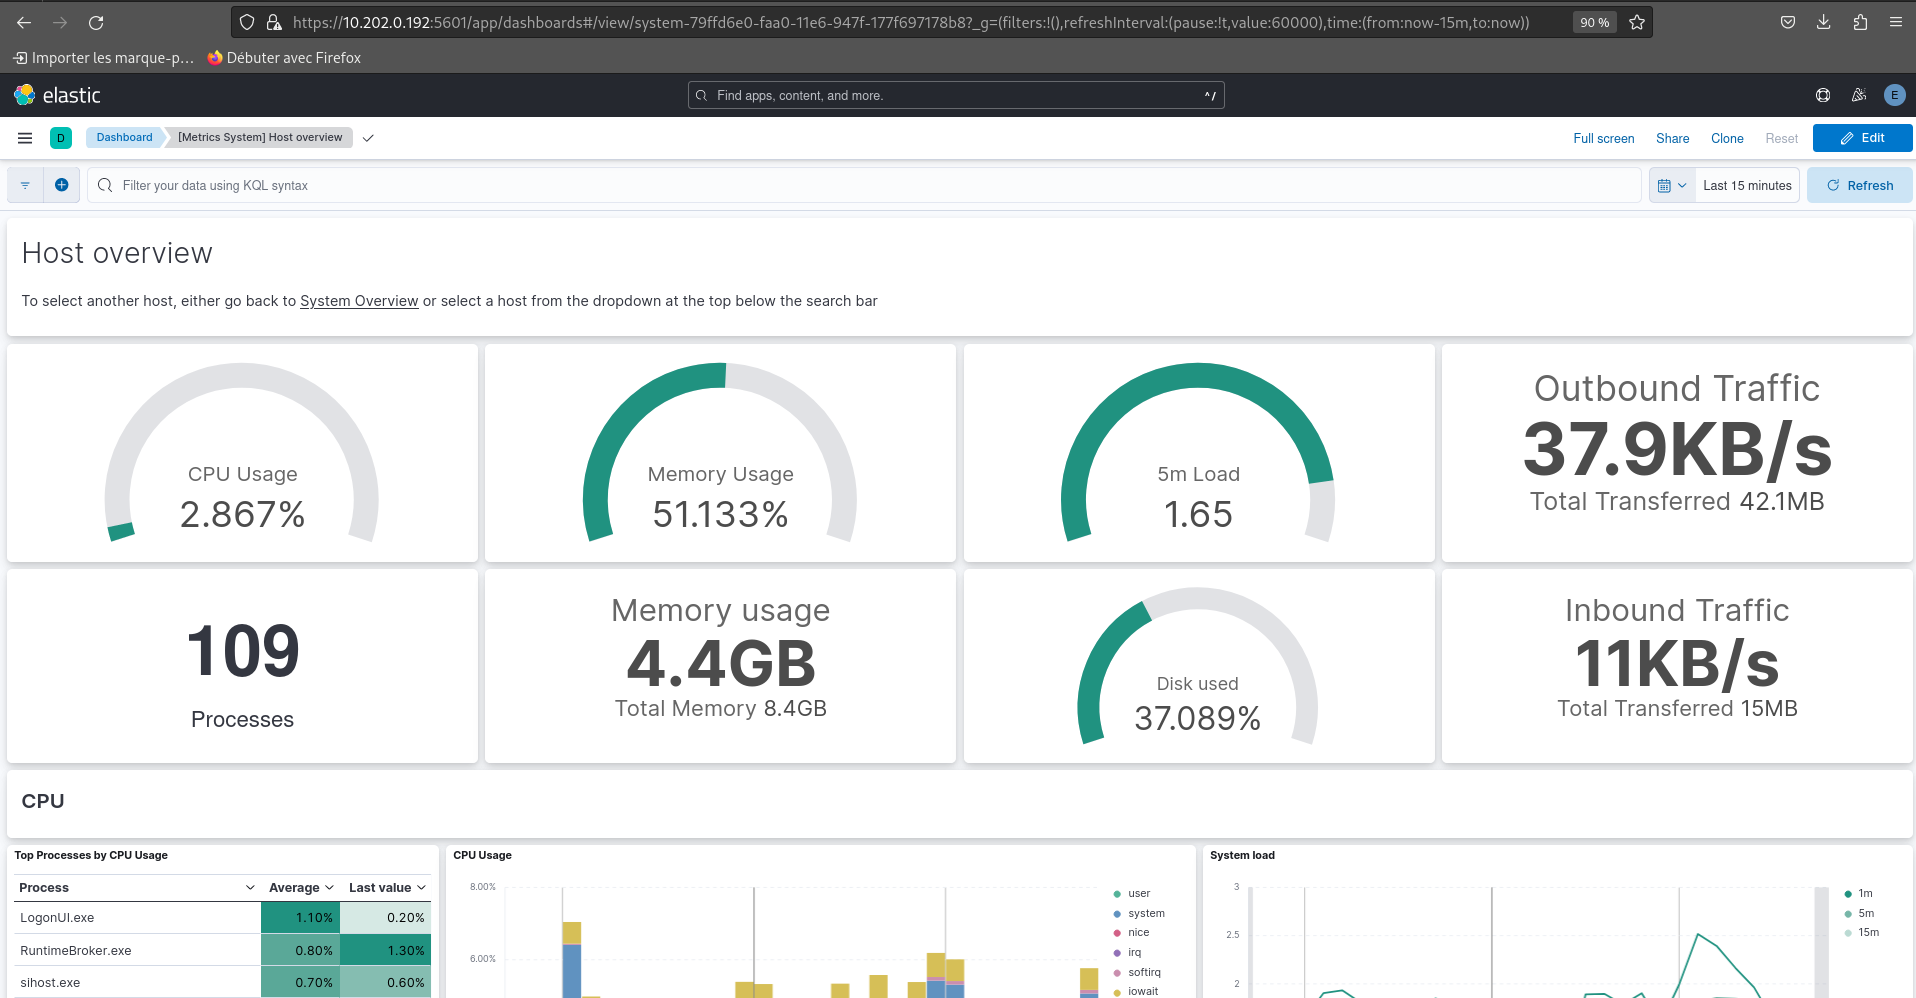 https://10.202.0.192:5601/app/dashboards#/view/system-79ffd6e0-faa0-11e6-947f-177f697178b8?_g=(filters:!(),refreshInterval:(pause:!t,value:60000),time:(from:now-15m,to:now))
90 %
Importer les marque-p… Débuter avec Firefox
elastic
Find apps, content, and more.
^/
E
D
Dashboard
[Metrics System] Host overview
Full screen
Share
Clone
Reset
Edit
Filter your data using KQL syntax
Last 15 minutes
Refresh
Host overview
To select another host, either go back to System Overview or select a host from the dropdown at the top below the search bar
CPU Usage
2.867%
Memory Usage
51.133%
5m Load
1.65
Outbound Traffic
37.9KB/s
Total Transferred 42.1MB
109
Processes
Memory usage
4.4GB
Total Memory 8.4GB
Disk used
37.089%
Inbound Traffic
11KB/s
Total Transferred 15MB
CPU
Top Processes by CPU Usage
Process Average Last value
LogonUI.exe 1.10% 0.20%
RuntimeBroker.exe 0.80% 1.30%
sihost.exe 0.70% 0.60%
CPU Usage
8.00%
6.00%
user
system
nice
irq
softirq
iowait
System load
3
2.5
2
1m
5m
15m